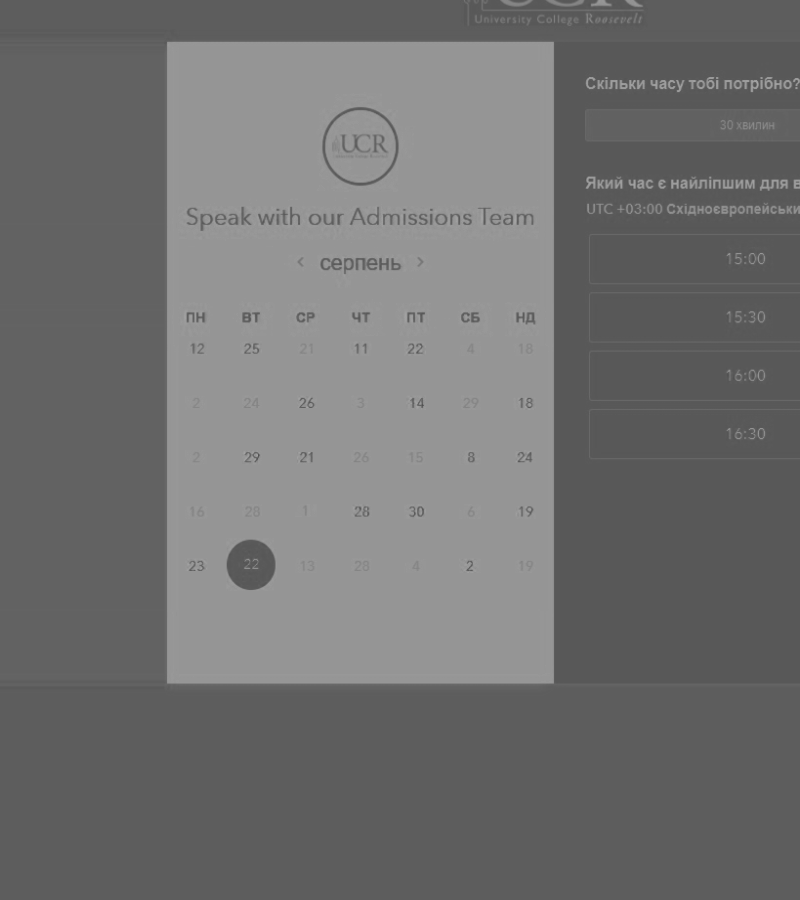 UCR
University College Roosevelt
UCR
Speak with our Admissions Team
< серпень >
ПН ВТ СР ЧТ ПТ СБ НД
12 25 21 11 22 4 18
2 24 26 3 14 29 18
2 29 21 26 15 8 24
16 28 1 28 30 6 19
23 22 13 28 4 2 19
Скільки часу тобі потрібно?
30 хвилин
Який час є найліпшим для в
UTC +03:00 Східноєвропейськи
15:00
15:30
16:00
16:30